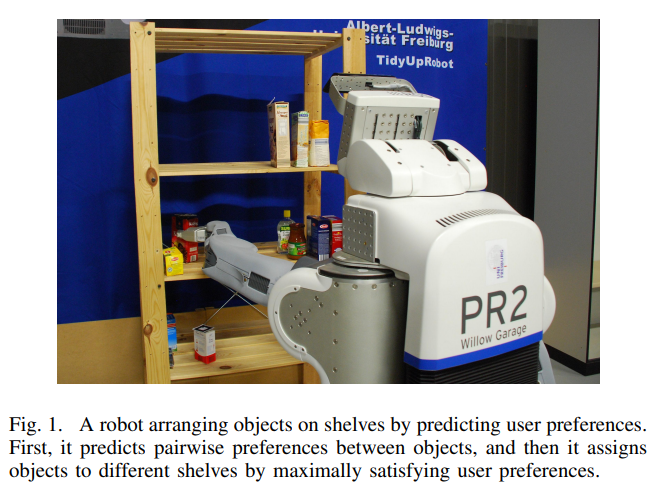 Albert-Ludwigs-
sität Freiburg
TidyUpRobot
PR2
Willow Garage
Fig. 1. A robot arranging objects on shelves by predicting user preferences.
First, it predicts pairwise preferences between objects, and then it assigns
objects to different shelves by maximally satisfying user preferences.